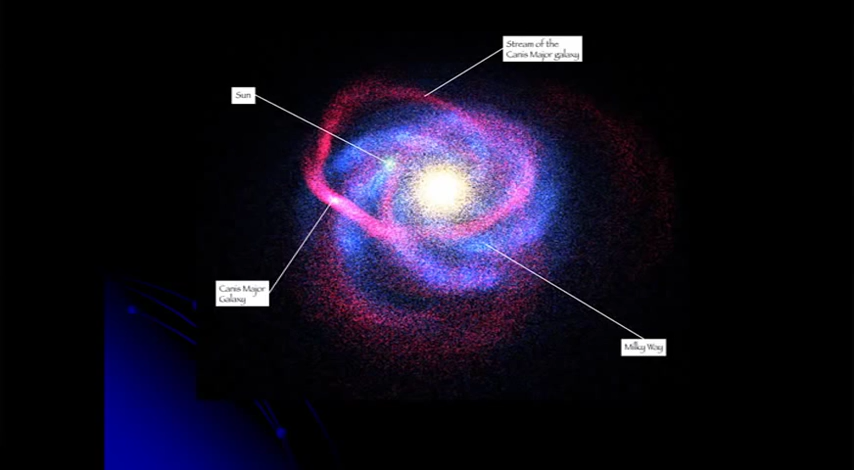 Stream of the
Canis Major galaxy
Sun
Canis Major
Galaxy
Milky Way